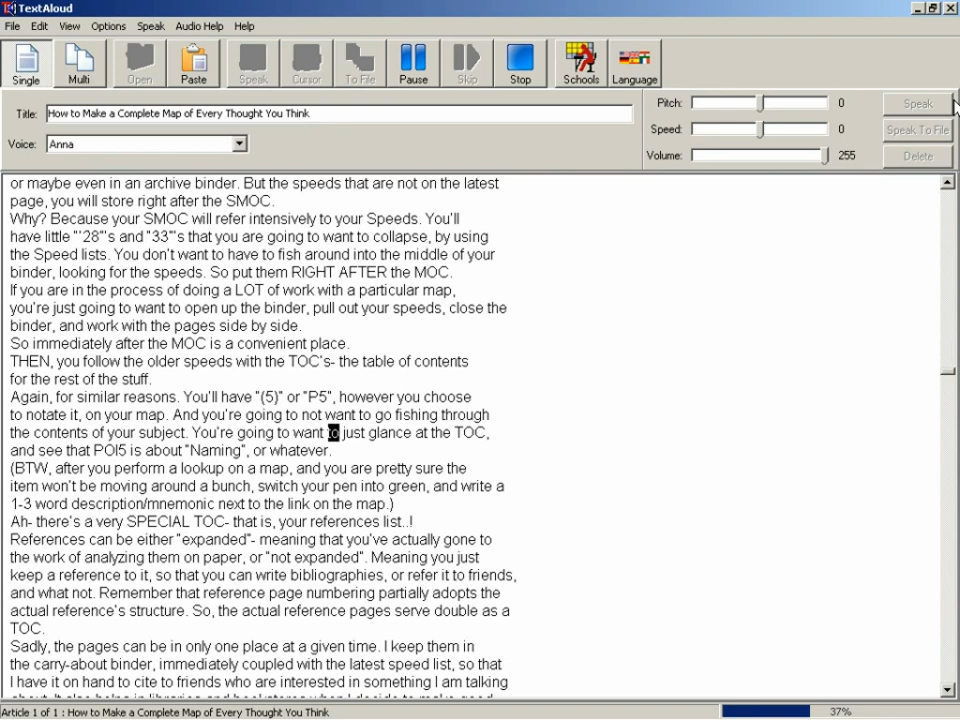 TextAloud
File Edit View Options Speak Audio Help Help
Single Multi Open Paste Speak Cursor To File Pause Skip Stop Schools Language
Title: How to Make a Complete Map of Every Thought You Think
Voice: Anna
Pitch: 0 Speak
Speed: 0 Speak To File
Volume: 255 Delete
or maybe even in an archive binder. But the speeds that are not on the latest
page, you will store right after the SMOC.
Why? Because your SMOC will refer intensively to your Speeds. You'll
have little "'28"'s and "33"'s that you are going to want to collapse, by using
the Speed lists. You don't want to have to fish around into the middle of your
binder, looking for the speeds. So put them RIGHT AFTER the MOC.
If you are in the process of doing a LOT of work with a particular map,
you're just going to want to open up the binder, pull out your speeds, close the
binder, and work with the pages side by side.
So immediately after the MOC is a convenient place.
THEN, you follow the older speeds with the TOC's- the table of contents
for the rest of the stuff.
Again, for similar reasons. You'll have "(5)" or "P5", however you choose
to notate it, on your map. And you're going to not want to go fishing through
the contents of your subject. You're going to want to just glance at the TOC,
and see that POI5 is about "Naming", or whatever.
(BTW, after you perform a lookup on a map, and you are pretty sure the
item won't be moving around a bunch, switch your pen into green, and write a
1-3 word description/mnemonic next to the link on the map.)
Ah- there's a very SPECIAL TOC- that is, your references list..!
References can be either "expanded"- meaning that you've actually gone to
the work of analyzing them on paper, or "not expanded". Meaning you just
keep a reference to it, so that you can write bibliographies, or refer it to friends,
and what not. Remember that reference page numbering partially adopts the
actual reference's structure. So, the actual reference pages serve double as a
TOC.
Sadly, the pages can be in only one place at a given time. I keep them in
the carry-about binder, immediately coupled with the latest speed list, so that
I have it on hand to cite to friends who are interested in something I am talking
Article 1 of 1 : How to Make a Complete Map of Every Thought You Think 37%